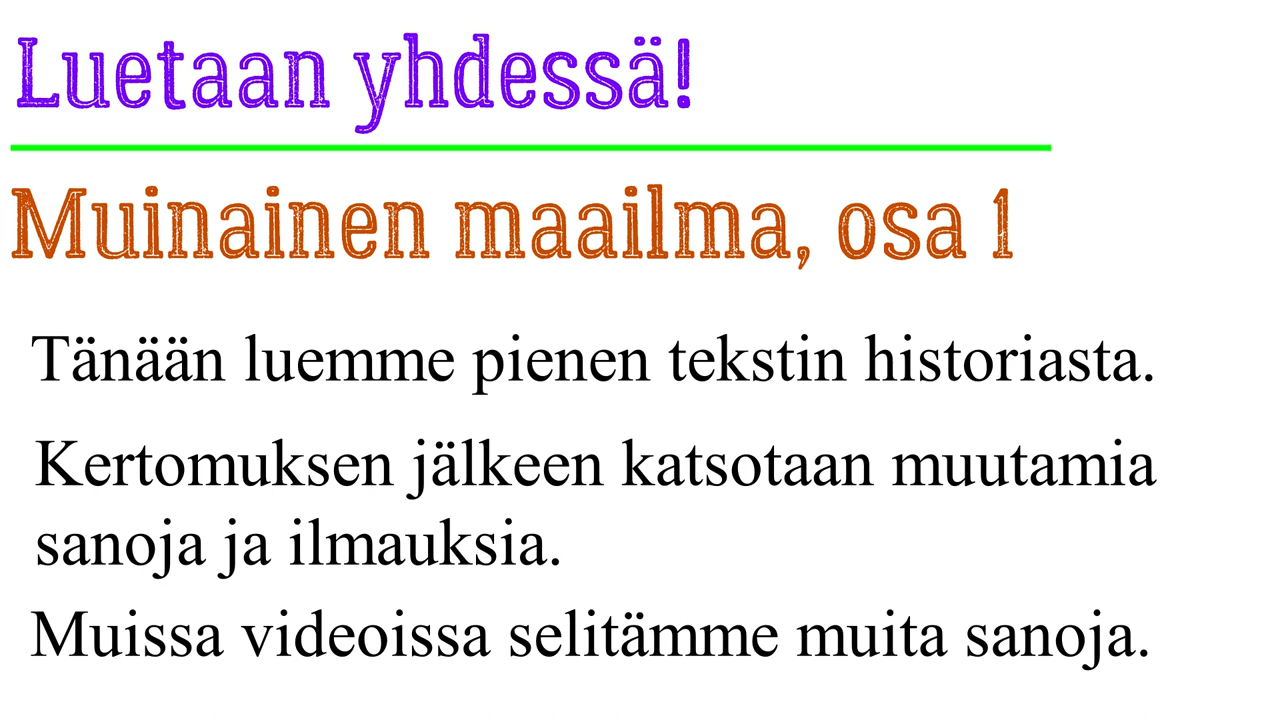 Luetaan yhdessä!
Muinainen maailma, osa 1
Tänään luemme pienen tekstin historiasta.
Kertomuksen jälkeen katsotaan muutamia
sanoja ja ilmauksia.
Muissa videoissa selitämme muita sanoja.